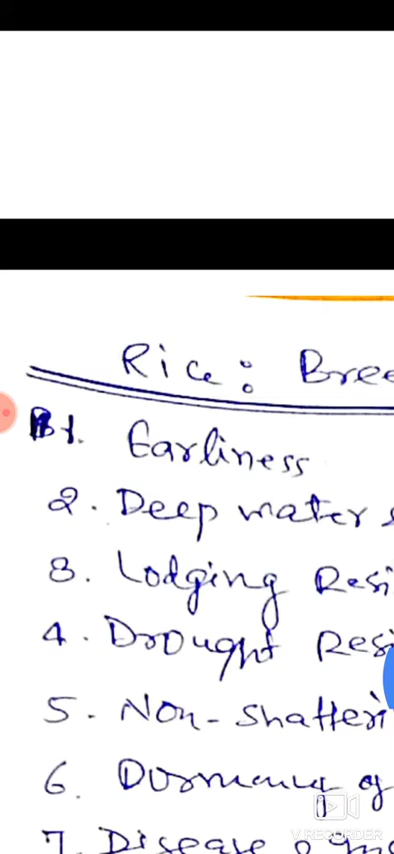 Rice: Bree
1. Earliness
2. Deep water s
3. Lodging Resi
4. Drought Resi
5. Non-Shatteri
6. Dormancy of
7. Disease
V RECORDER